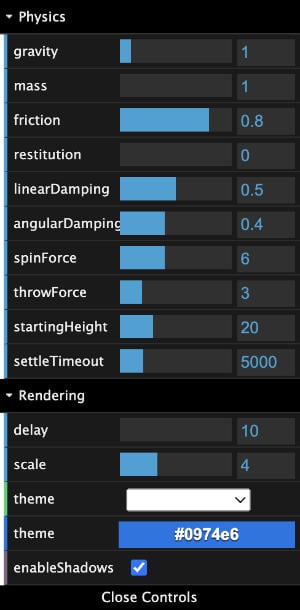 Physics
gravity 1
mass 1
friction 0.8
restitution 0
linearDamping 0.5
angularDamping 0.4
spinForce 6
throwForce 3
startingHeight 20
settleTimeout 5000
Rendering
delay 10
scale 4
theme
theme #0974e6
enableShadows
Close Controls